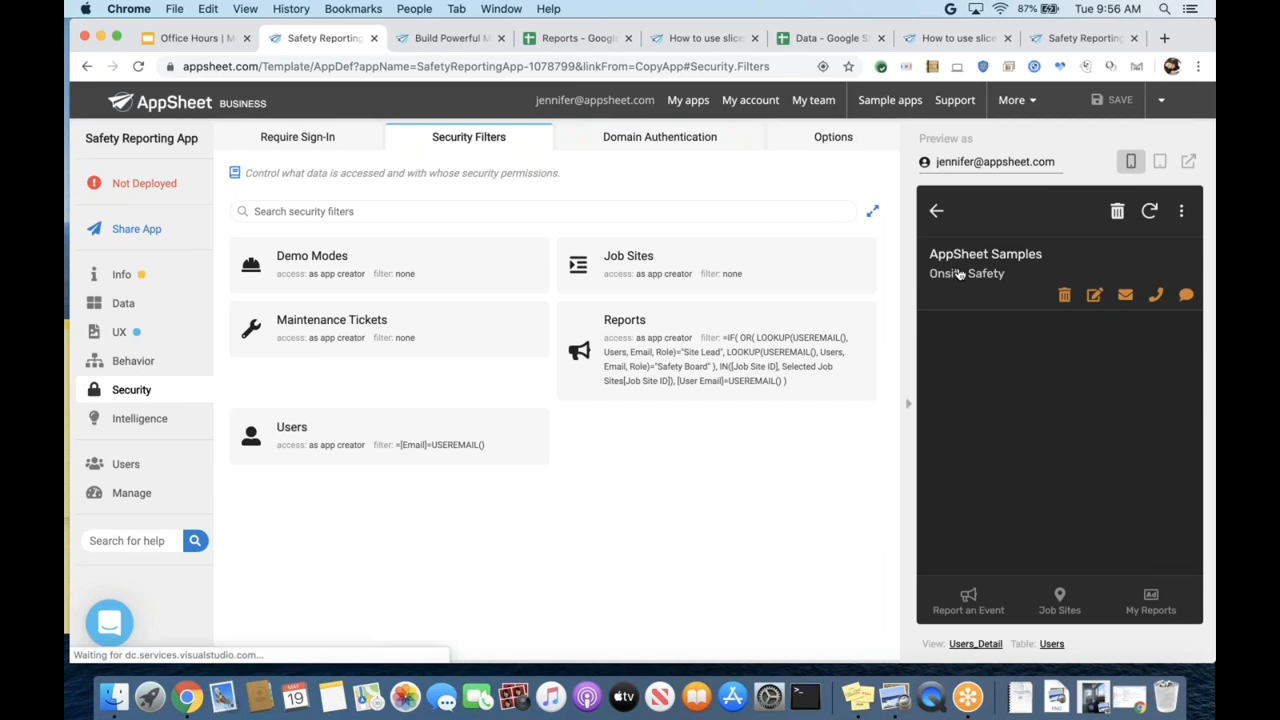 Chrome File Edit View History Bookmarks People Tab Window Help 87% Tue 9:56 AM
Office Hours | M Safety Reporting Build Powerful M Reports - Google How to use slice Data - Google S How to use slice Safety Reporting
appsheet.com/Template/AppDef?appName=SafetyReportingApp-1078799&linkFrom=CopyApp#Security.Filters
AppSheet BUSINESS jennifer@appsheet.com My apps My account My team Sample apps Support More SAVE
Safety Reporting App
Not Deployed
Share App
Info
Data
UX
Behavior
Security
Intelligence
Users
Manage
Search for help
Require Sign-In Security Filters Domain Authentication Options
Control what data is accessed and with whose security permissions.
Search security filters
Demo Modes
access: as app creator filter: none
Job Sites
access: as app creator filter: none
Maintenance Tickets
access: as app creator filter: none
Reports
access: as app creator filter: =IF( OR( LOOKUP(USEREMAIL(),
Users, Email, Role)="Site Lead", LOOKUP(USEREMAIL(), Users,
Email, Role)="Safety Board" ), IN([Job Site ID], Selected Job
Sites[Job Site ID]), [User Email]=USEREMAIL() )
Users
access: as app creator filter: =[Email]=USEREMAIL()
Preview as
jennifer@appsheet.com
AppSheet Samples
Onsite Safety
Report an Event Job Sites Ad My Reports
View: Users_Detail Table: Users
Waiting for dc.services.visualstudio.com...
MAY
19
tv